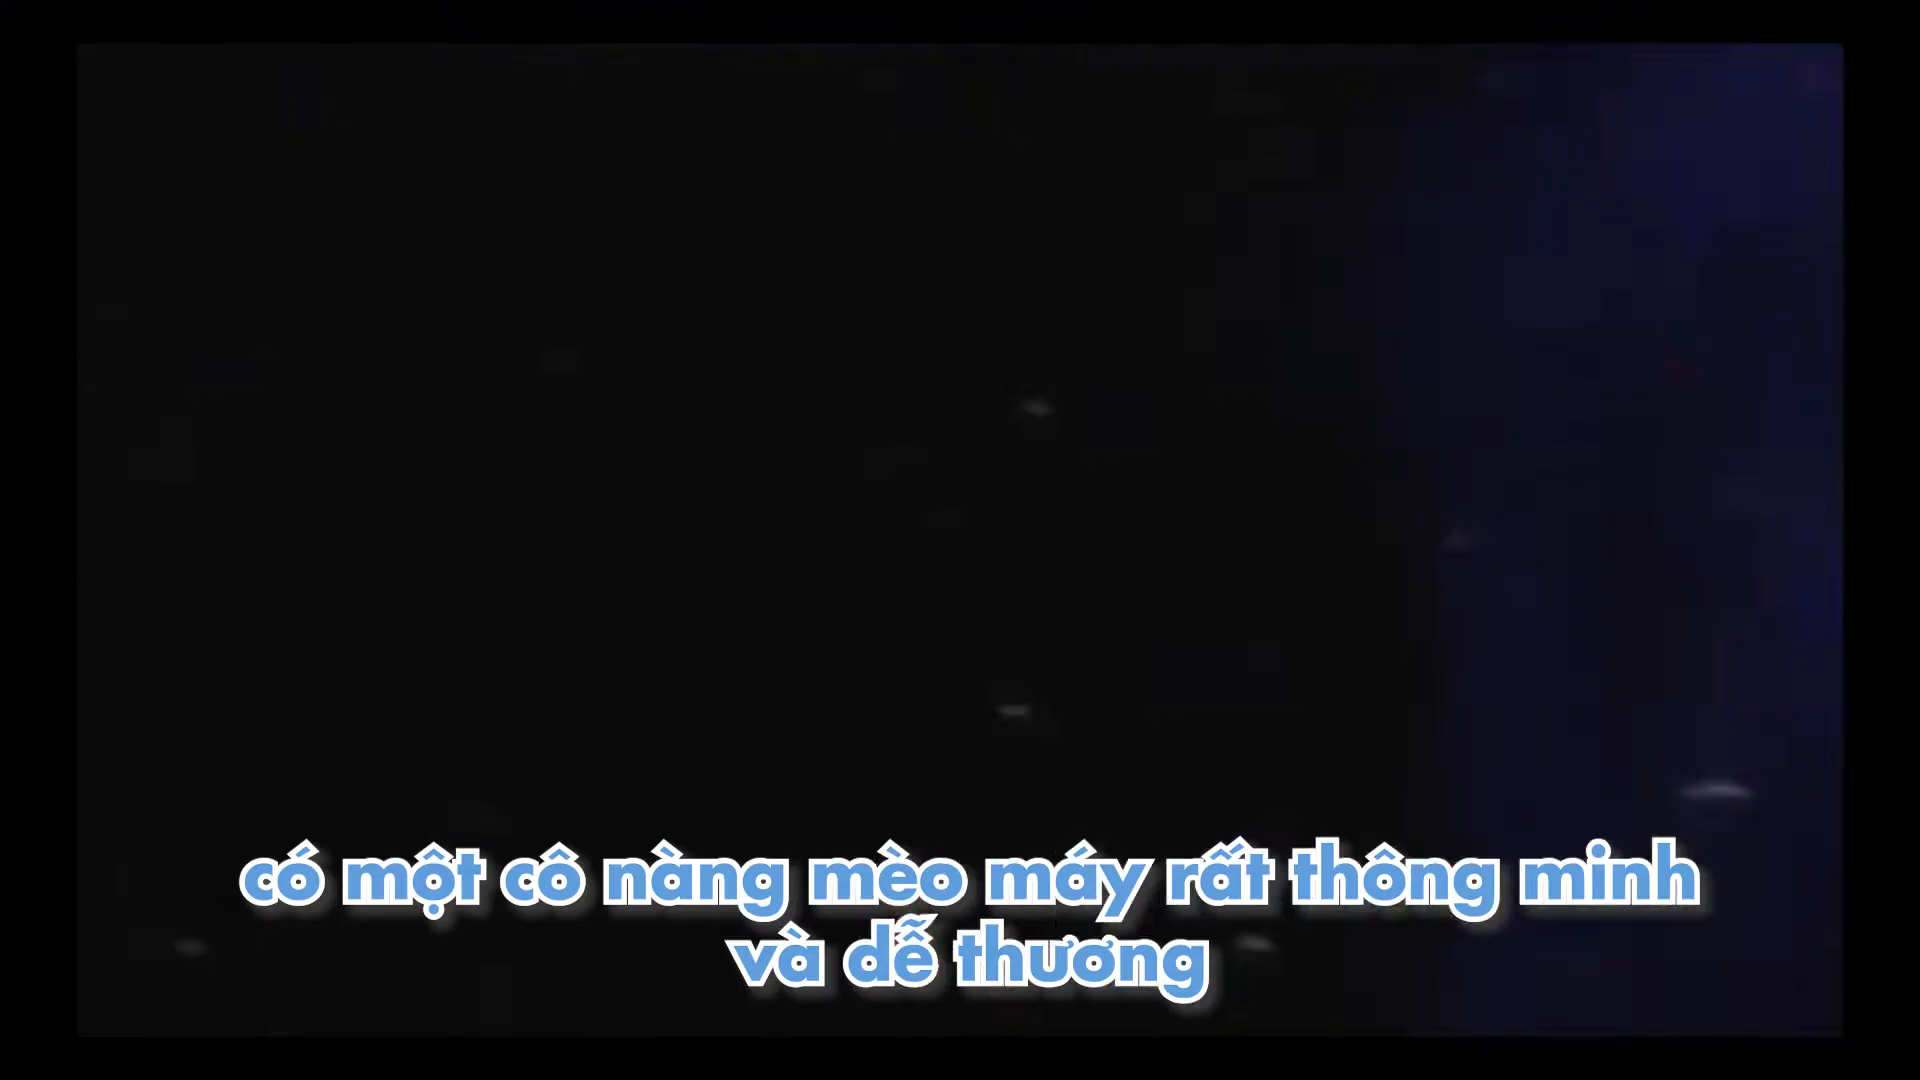 có một cô nàng mèo máy rất thông minh
và dễ thương